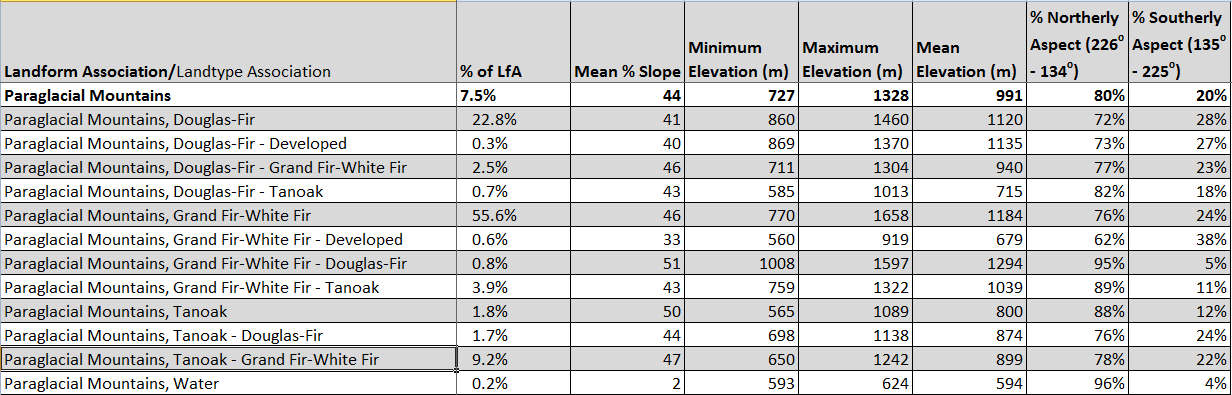 Landform Association/Landtype Association | % of LfA | Mean % Slope | Minimum Elevation (m) | Maximum Elevation (m) | Mean Elevation (m) | % Northerly Aspect (226° - 134°) | % Southerly Aspect (135° - 225°)
Paraglacial Mountains | 7.5% | 44 | 727 | 1328 | 991 | 80% | 20%
Paraglacial Mountains, Douglas-Fir | 22.8% | 41 | 860 | 1460 | 1120 | 72% | 28%
Paraglacial Mountains, Douglas-Fir - Developed | 0.3% | 40 | 869 | 1370 | 1135 | 73% | 27%
Paraglacial Mountains, Douglas-Fir - Grand Fir-White Fir | 2.5% | 46 | 711 | 1304 | 940 | 77% | 23%
Paraglacial Mountains, Douglas-Fir - Tanoak | 0.7% | 43 | 585 | 1013 | 715 | 82% | 18%
Paraglacial Mountains, Grand Fir-White Fir | 55.6% | 46 | 770 | 1658 | 1184 | 76% | 24%
Paraglacial Mountains, Grand Fir-White Fir - Developed | 0.6% | 33 | 560 | 919 | 679 | 62% | 38%
Paraglacial Mountains, Grand Fir-White Fir - Douglas-Fir | 0.8% | 51 | 1008 | 1597 | 1294 | 95% | 5%
Paraglacial Mountains, Grand Fir-White Fir - Tanoak | 3.9% | 43 | 759 | 1322 | 1039 | 89% | 11%
Paraglacial Mountains, Tanoak | 1.8% | 50 | 565 | 1089 | 800 | 88% | 12%
Paraglacial Mountains, Tanoak - Douglas-Fir | 1.7% | 44 | 698 | 1138 | 874 | 76% | 24%
Paraglacial Mountains, Tanoak - Grand Fir-White Fir | 9.2% | 47 | 650 | 1242 | 899 | 78% | 22%
Paraglacial Mountains, Water | 0.2% | 2 | 593 | 624 | 594 | 96% | 4%